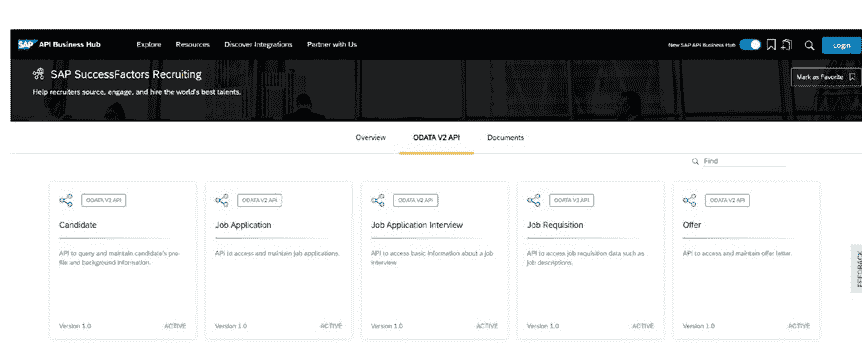 SAP API Business Hub Explore Resources Discover Integrations Partner with Us New SAP API Business Hub Login
SAP SuccessFactors Recruiting
Mark as Favorite
Help recruiters source, engage, and hire the world's best talents.
Overview ODATA V2 API Documents
Find
ODATA V2 API ODATA V2 API ODATA V2 API ODATA V2 API ODATA V2 API
Candidate Job Application Job Application Interview Job Requisition Offer
API to query and maintain candidate's pro- API to access and maintain job applications. API to access basic information about a job API to access job requisition data such as API to access and maintain offer letter.
file and background information. interview. job descriptions.
FEEDBACK
Version 1.0 ACTIVE Version 1.0 ACTIVE Version 1.0 ACTIVE Version 1.0 ACTIVE Version 1.0 ACTIVE